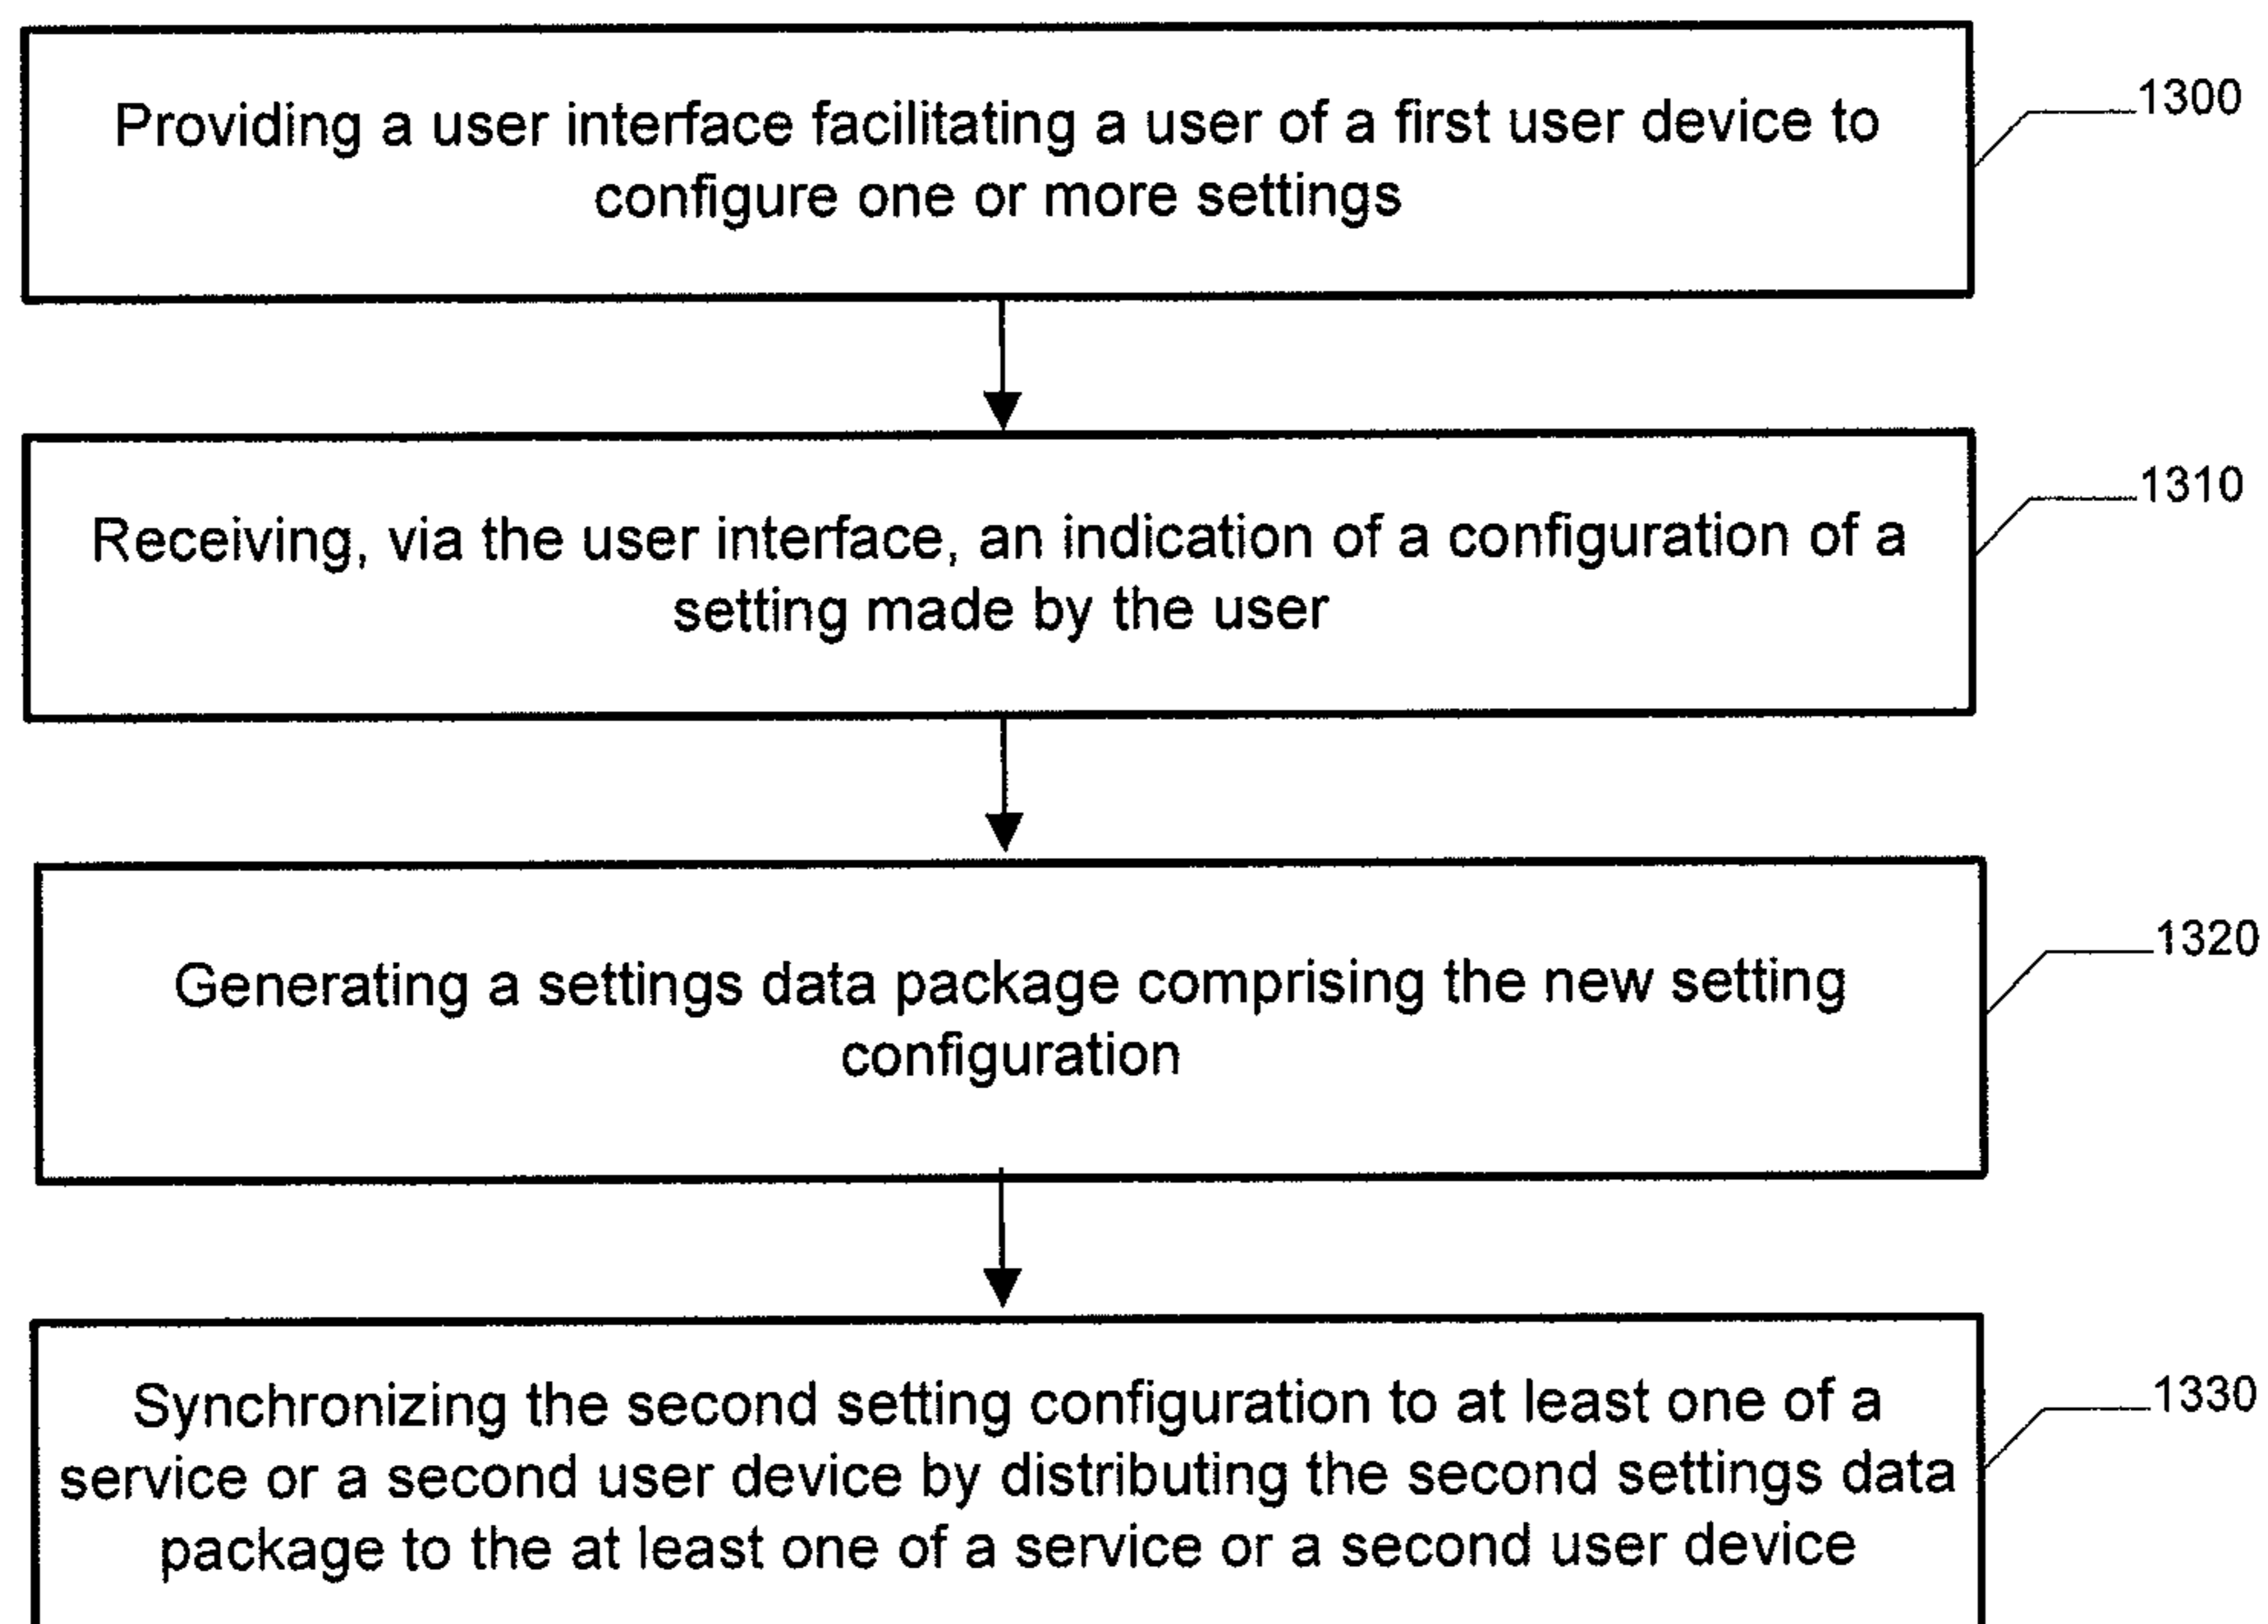 Providing a user interface facilitating a user of a first user device to
configure one or more settings
1300
Receiving, via the user interface, an indication of a configuration of a
setting made by the user
1310
Generating a settings data package comprising the new setting
configuration
1320
Synchronizing the second setting configuration to at least one of a
service or a second user device by distributing the second settings data
package to the at least one of a service or a second user device
1330